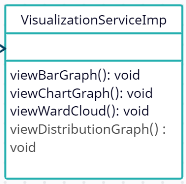 VisualizationServiceImp
viewBarGraph(): void
viewChartGraph(): void
viewWardCloud(): void
viewDistributionGraph() :
void